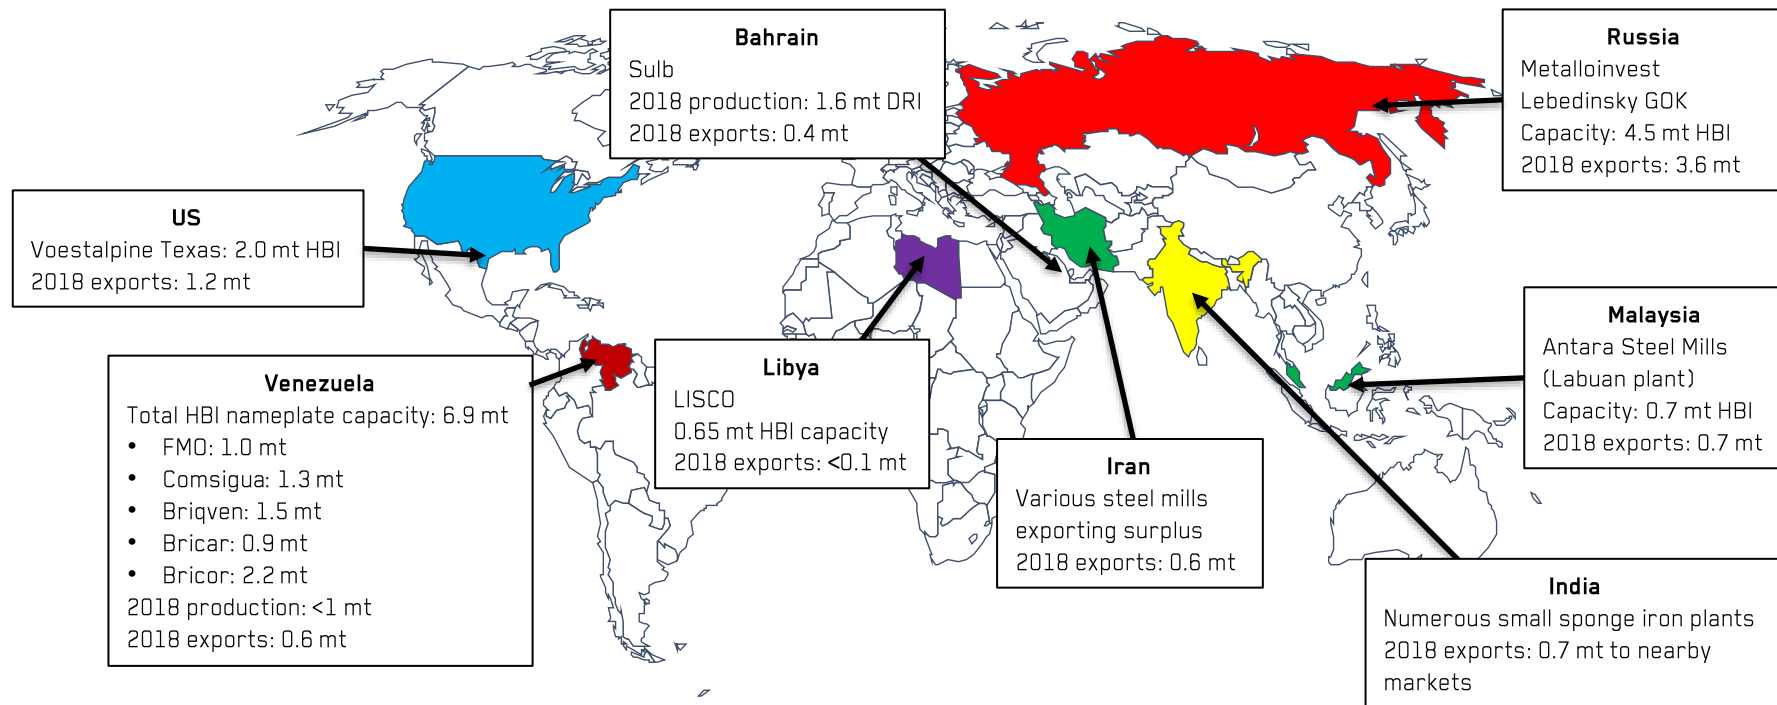 Bahrain
Sulb
2018 production: 1.6 mt DRI
2018 exports: 0.4 mt
Russia
Metalloinvest
Lebedinsky GOK
Capacity: 4.5 mt HBI
2018 exports: 3.6 mt
US
Voestalpine Texas: 2.0 mt HBI
2018 exports: 1.2 mt
Venezuela
Total HBI nameplate capacity: 6.9 mt
• FMO: 1.0 mt
• Comsigua: 1.3 mt
• Briqven: 1.5 mt
• Bricar: 0.9 mt
• Bricor: 2.2 mt
2018 production: <1 mt
2018 exports: 0.6 mt
Libya
LISCO
0.65 mt HBI capacity
2018 exports: <0.1 mt
Iran
Various steel mills
exporting surplus
2018 exports: 0.6 mt
Malaysia
Antara Steel Mills
(Labuan plant)
Capacity: 0.7 mt HBI
2018 exports: 0.7 mt
India
Numerous small sponge iron plants
2018 exports: 0.7 mt to nearby
markets